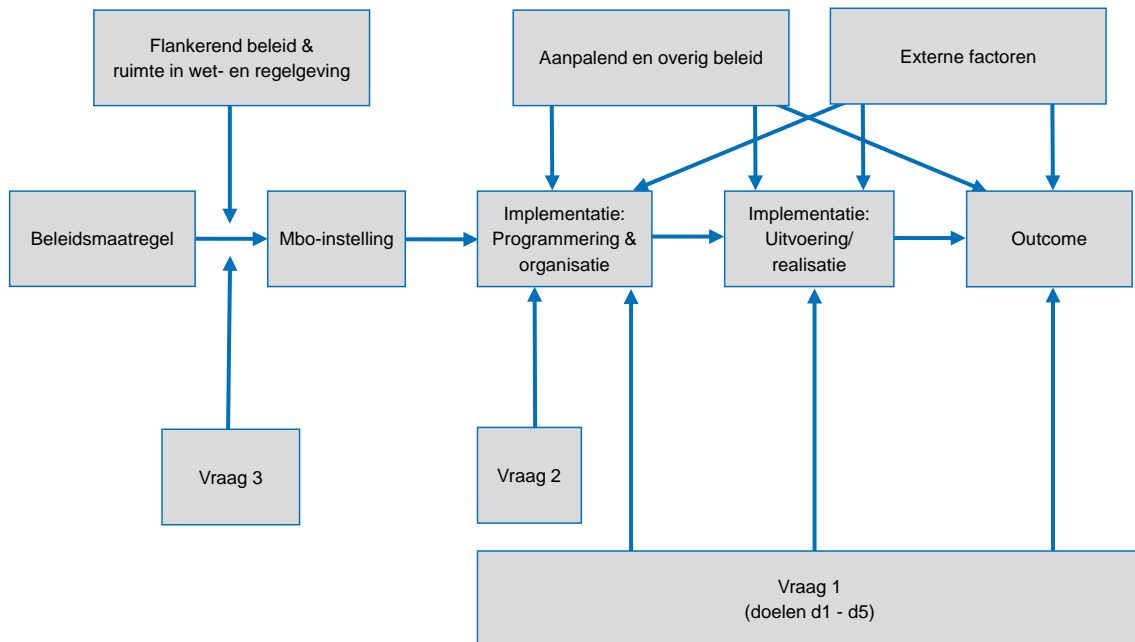 Flankerend beleid &
ruimte in wet- en regelgeving
Aanpalend en overig beleid
Externe factoren
Beleidsmaatregel
Mbo-instelling
Implementatie:
Programmering &
organisatie
Implementatie:
Uitvoering/
realisatie
Outcome
Vraag 3
Vraag 2
Vraag 1
(doelen d1 - d5)